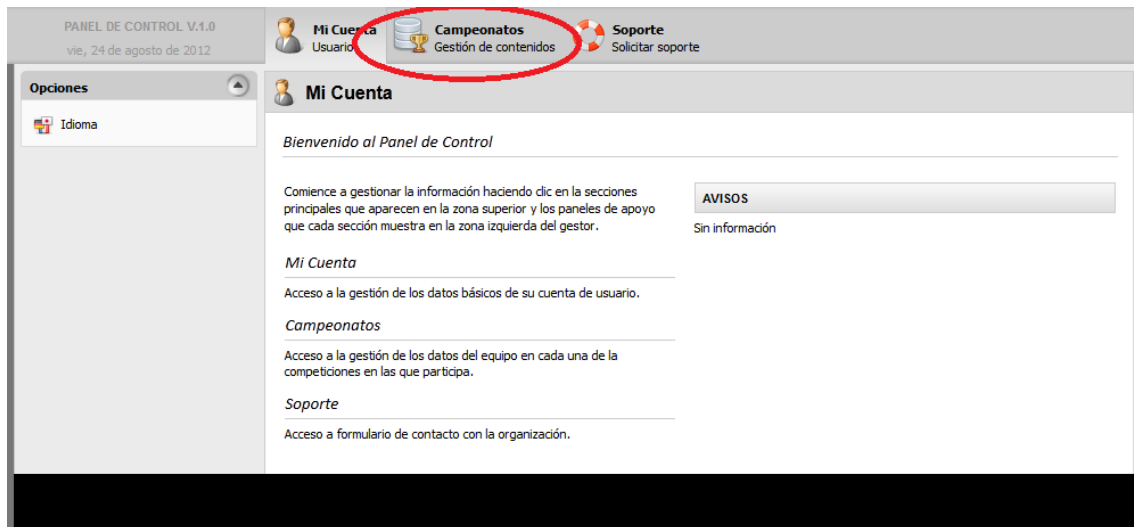 PANEL DE CONTROL V.1.0
vie, 24 de agosto de 2012
Mi Cuenta
Usuario
Campeonatos
Gestión de contenidos
Soporte
Solicitar soporte
Opciones
Idioma
Mi Cuenta
Bienvenido al Panel de Control
Comience a gestionar la información haciendo clic en la secciones
principales que aparecen en la zona superior y los paneles de apoyo
que cada sección muestra en la zona izquierda del gestor.
Mi Cuenta
Acceso a la gestión de los datos básicos de su cuenta de usuario.
Campeonatos
Acceso a la gestión de los datos del equipo en cada una de la
competiciones en las que participa.
Soporte
Acceso a formulario de contacto con la organización.
AVISOS
Sin información